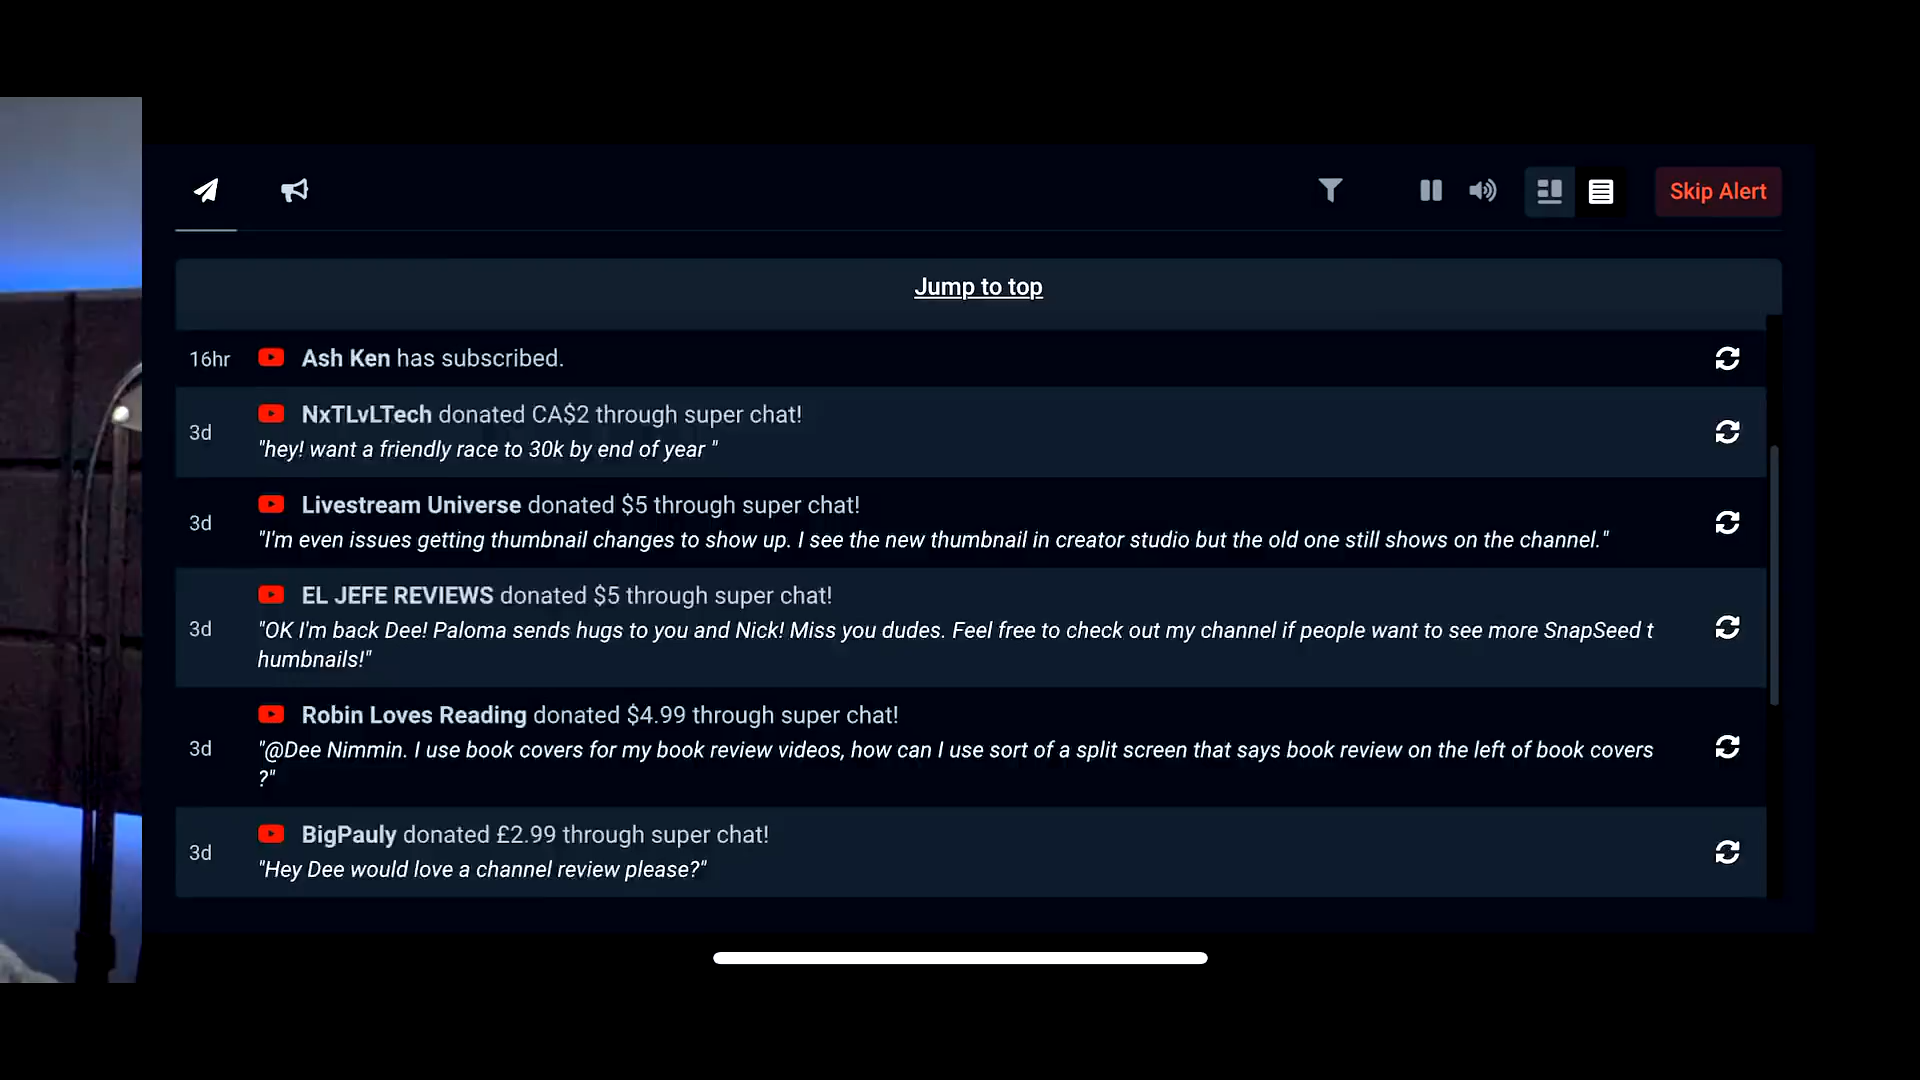 Skip Alert
Jump to top
16hr Ash Ken has subscribed.
NxTLvLTech donated CA$2 through super chat!
3d
"hey! want a friendly race to 30k by end of year "
Livestream Universe donated $5 through super chat!
3d
"I'm even issues getting thumbnail changes to show up. I see the new thumbnail in creator studio but the old one still shows on the channel."
EL JEFE REVIEWS donated $5 through super chat!
3d
"OK I'm back Dee! Paloma sends hugs to you and Nick! Miss you dudes. Feel free to check out my channel if people want to see more SnapSeed t
humbnails!"
Robin Loves Reading donated $4.99 through super chat!
3d
"@Dee Nimmin. I use book covers for my book review videos, how can I use sort of a split screen that says book review on the left of book covers
?"
BigPauly donated £2.99 through super chat!
3d
"Hey Dee would love a channel review please?"